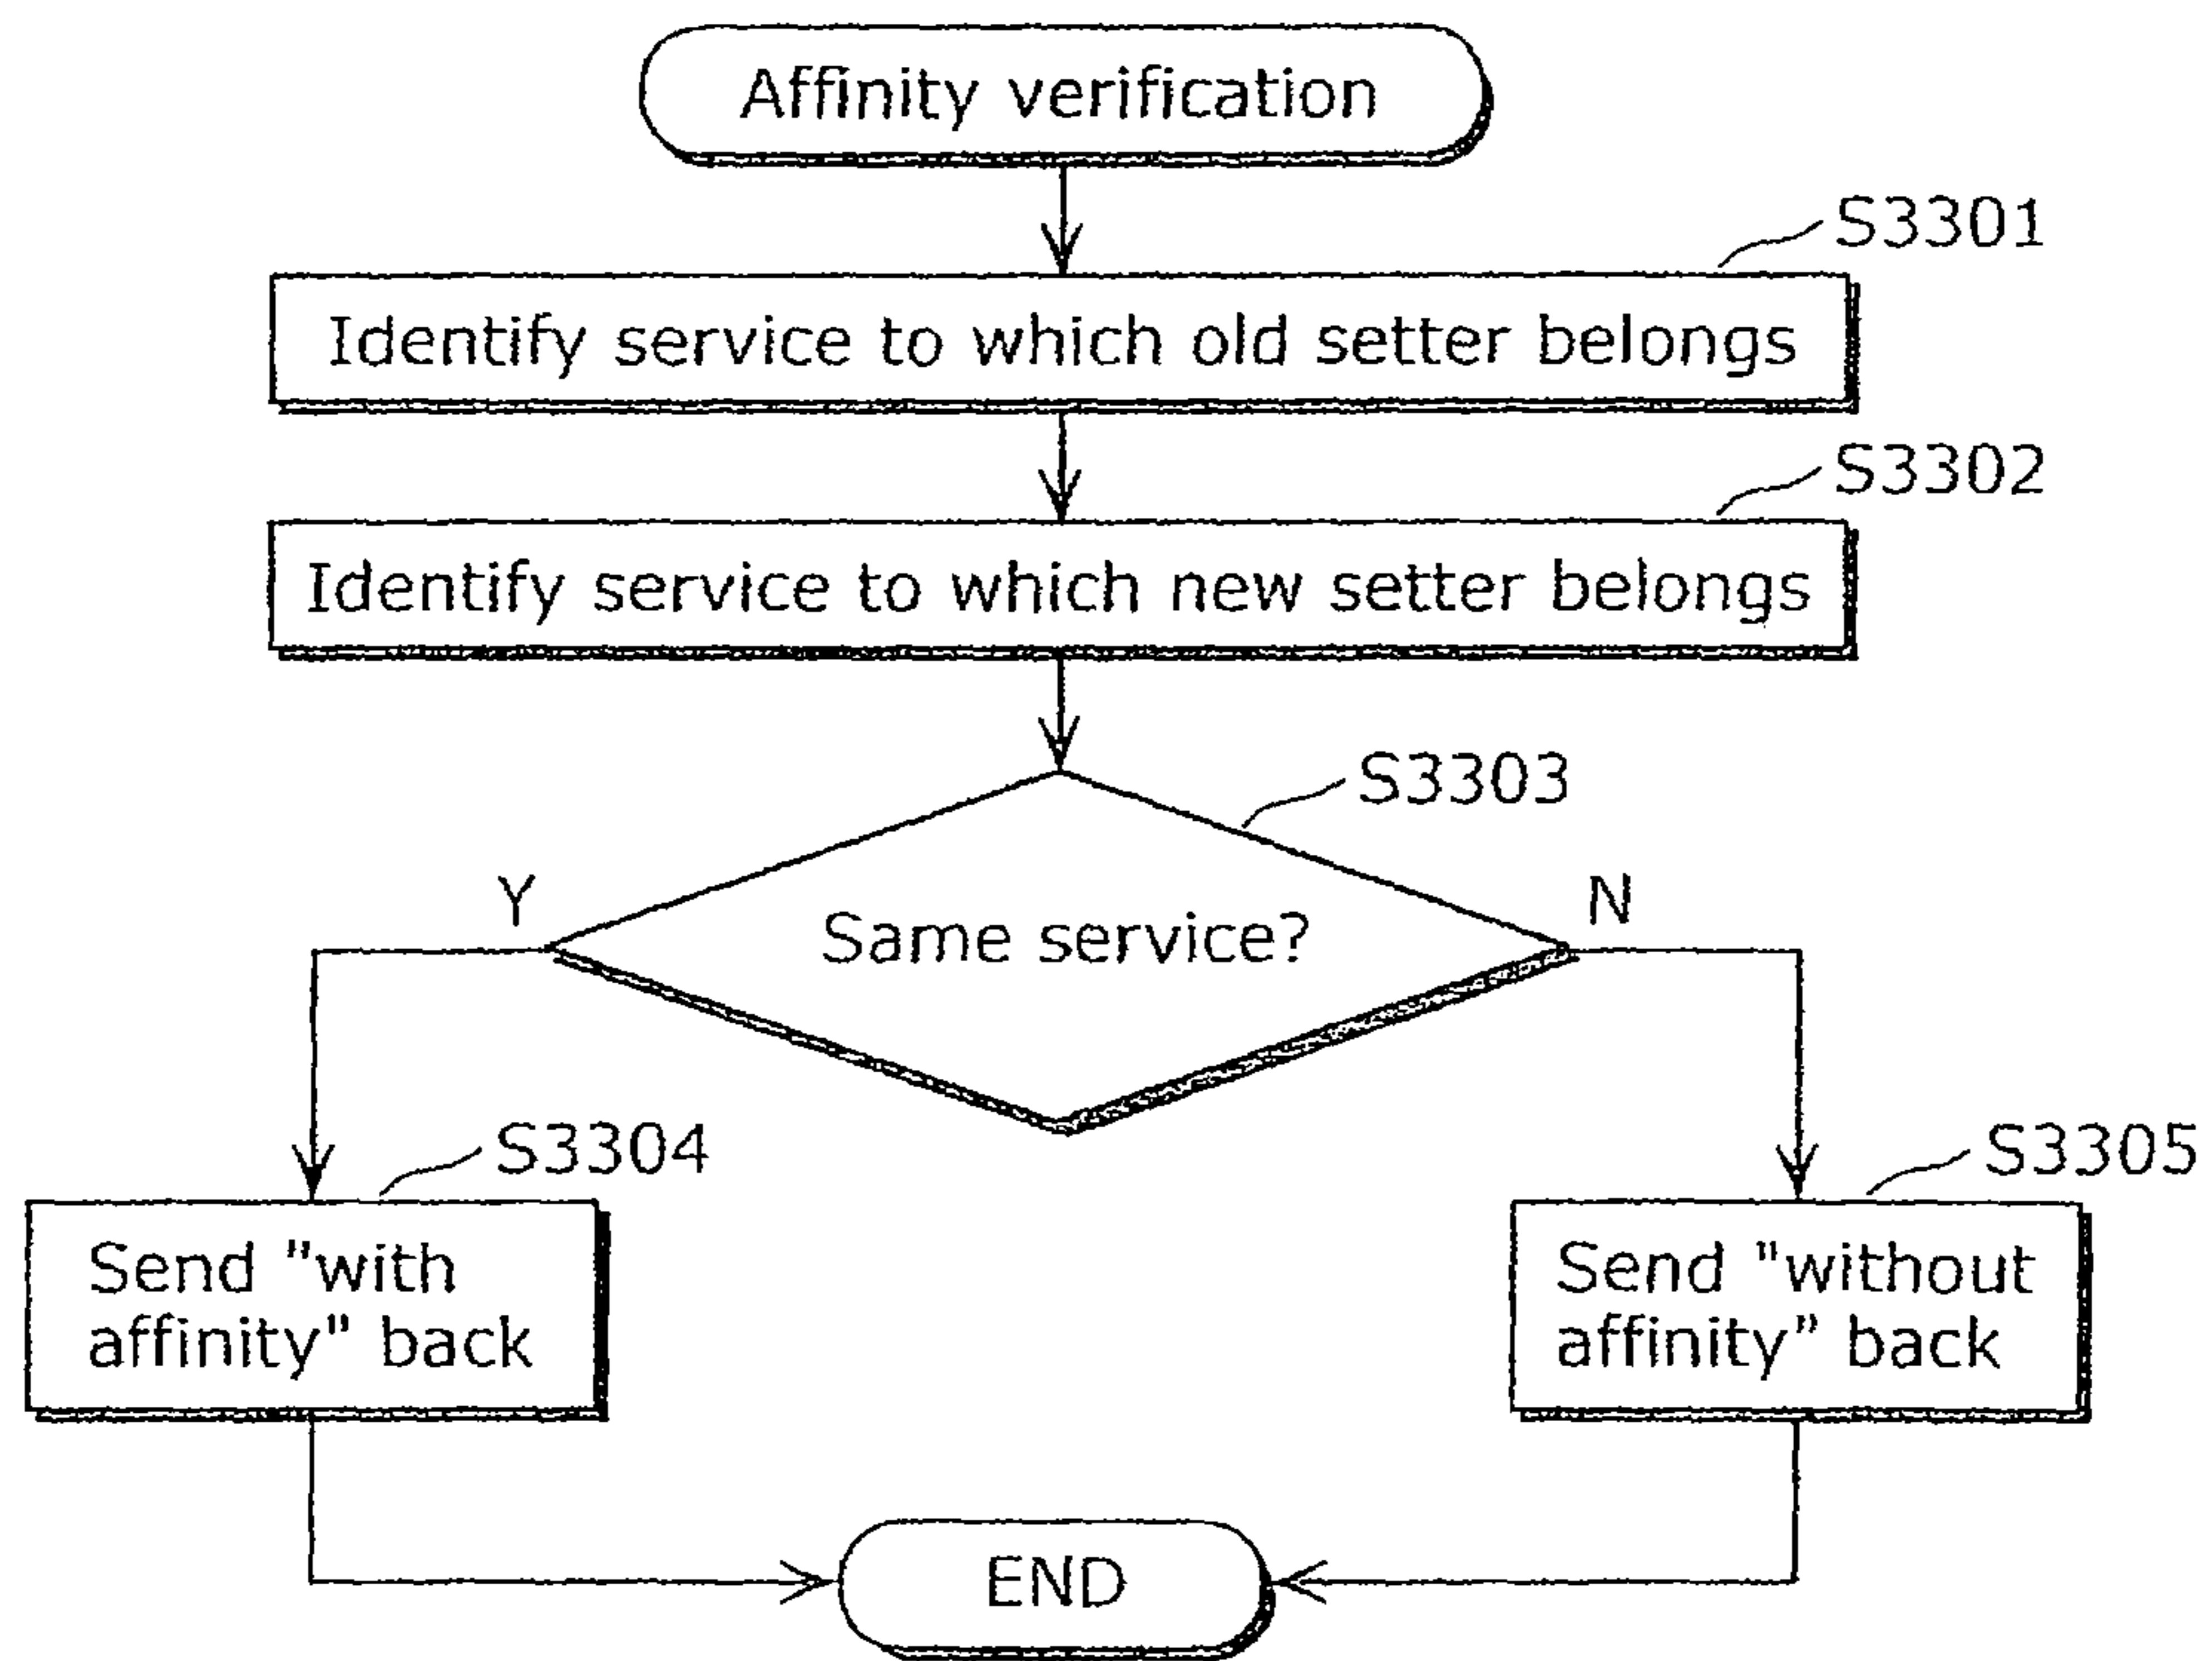 Affinity verification
S3301
Identify service to which old setter belongs
S3302
Identify service to which new setter belongs
S3303
Y
N
Same service?
S3304
S3305
Send "with
affinity" back
Send "without
affinity” back
END